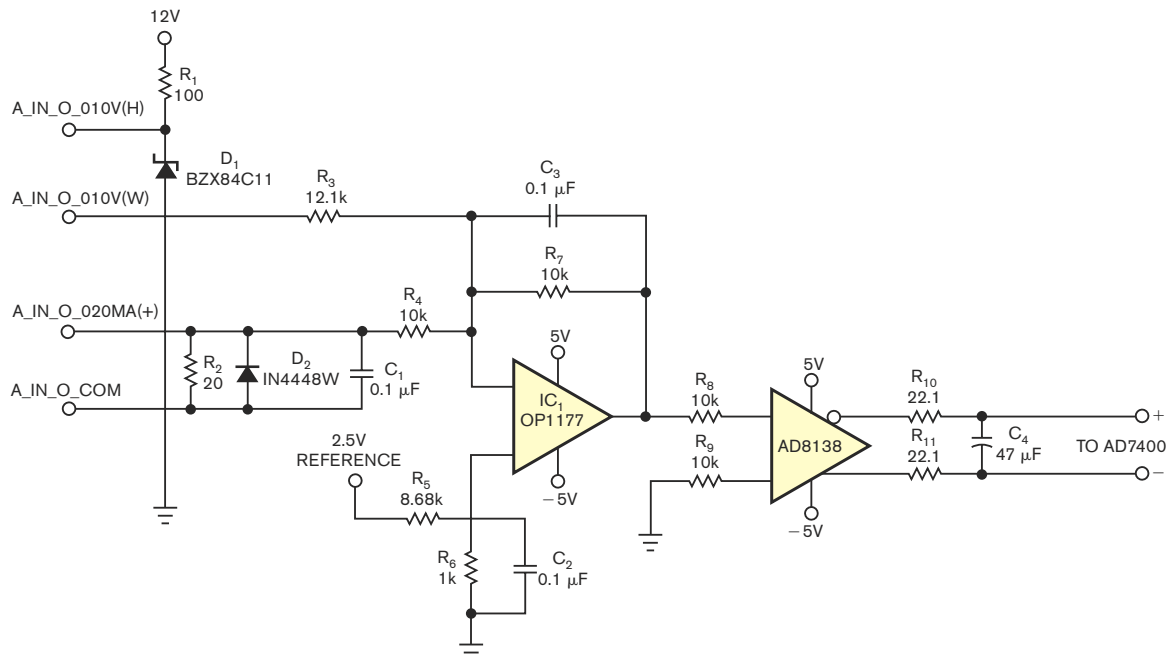 12V
R1
100
A_IN_O_010V(H)
D1
BZX84C11
A_IN_O_010V(W)
R3
12.1k
C3
0.1 μF
R7
10k
A_IN_O_020MA(+)
R4
10k
R2
20
D2
IN4448W
C1
0.1 μF
A_IN_O_COM
5V
IC1
OP1177
−5V
2.5V
REFERENCE
R5
8.68k
R6
1k
C2
0.1 μF
R8
10k
R9
10k
5V
AD8138
−5V
R10
22.1
R11
22.1
C4
47 μF
+
TO AD7400
−